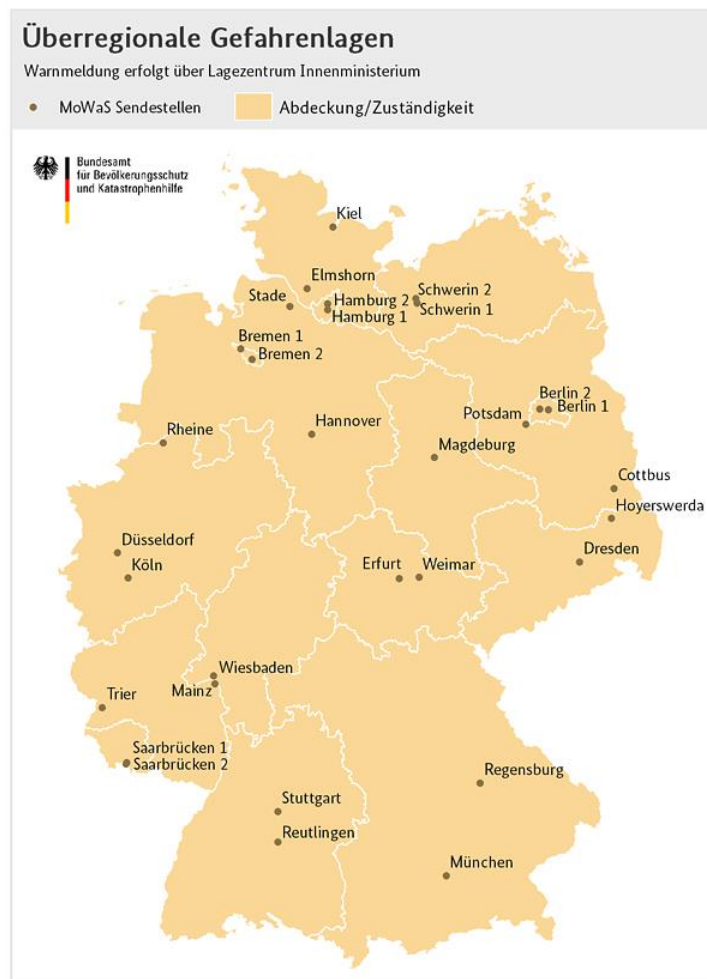 Überregionale Gefahrenlagen
Warnmeldung erfolgt über Lagezentrum Innenministerium
MoWaS Sendestellen
Abdeckung/Zuständigkeit
Bundesamt
für Bevölkerungsschutz
und Katastrophenhilfe
Kiel
Elmshorn
Stade
Hamburg 2
Hamburg 1
Schwerin 2
Schwerin 1
Bremen 1
Bremen 2
Berlin 2
Berlin 1
Potsdam
Rheine
Hannover
Magdeburg
Cottbus
Hoyerswerda
Düsseldorf
Köln
Erfurt
Weimar
Dresden
Wiesbaden
Mainz
Trier
Saarbrücken 1
Saarbrücken 2
Regensburg
Stuttgart
Reutlingen
München